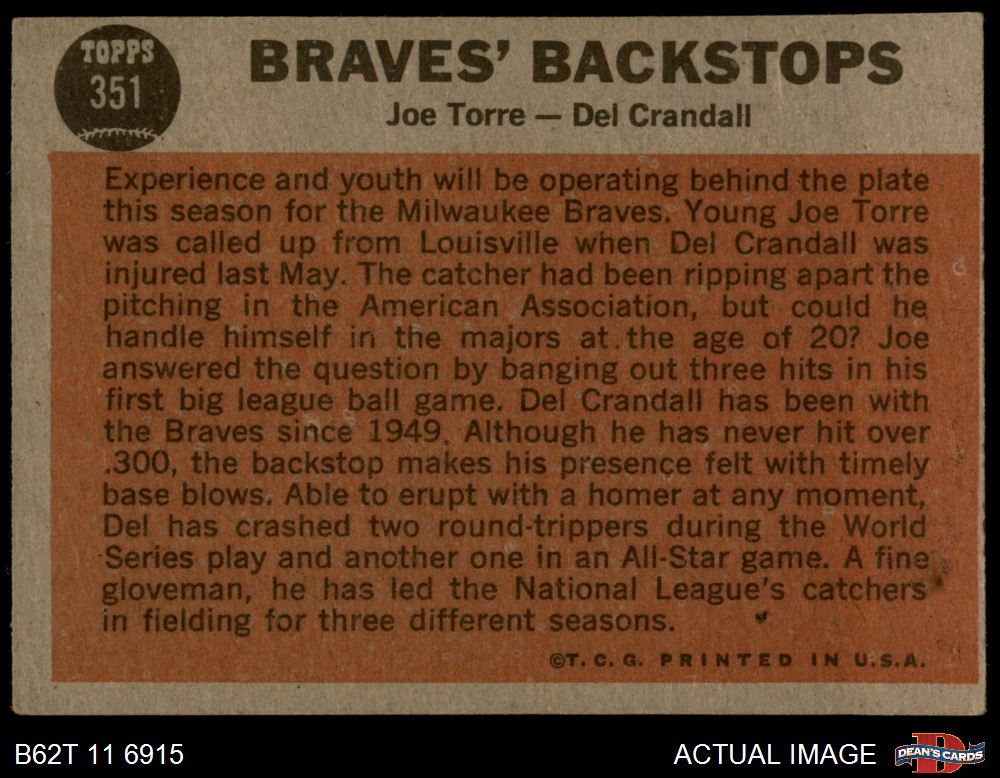 TOPPS
351
BRAVES' BACKSTOPS
Joe Torre — Del Crandall
Experience and youth will be operating behind the plate
this season for the Milwaukee Braves. Young Joe Torre
was called up from Louisville when Del Crandall was
injured last May. The catcher had been ripping apart the
pitching in the American Association, but could he
handle himself in the majors at the age of 20? Joe
answered the question by banging out three hits in his
first big league ball game. Del Crandall has been with
the Braves since 1949. Although he has never hit over
.300, the backstop makes his presence felt with timely
base blows. Able to erupt with a homer at any moment,
Del has crashed two round-trippers during the World
Series play and another one in an All-Star game. A fine
gloveman, he has led the National League's catchers
in fielding for three different seasons.
©T. C. G. PRINTED IN U.S.A.
B62T 11 6915
ACTUAL IMAGE
DEAN'S CARDS